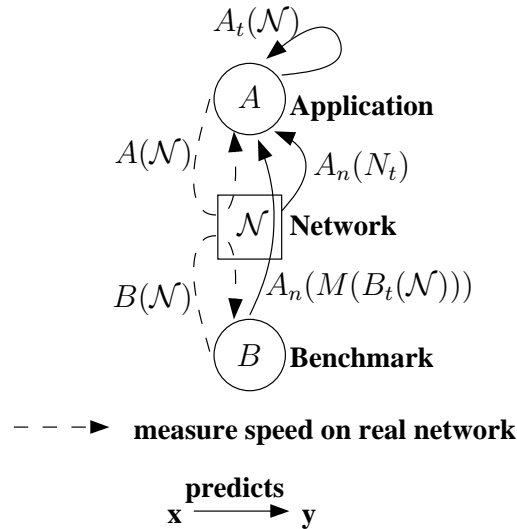 A_t(𝒩)
A
Application
A(𝒩)
A_n(N_t)
𝒩
Network
B(𝒩)
A_n(M(B_t(𝒩)))
B
Benchmark
measure speed on real network
predicts
x
y